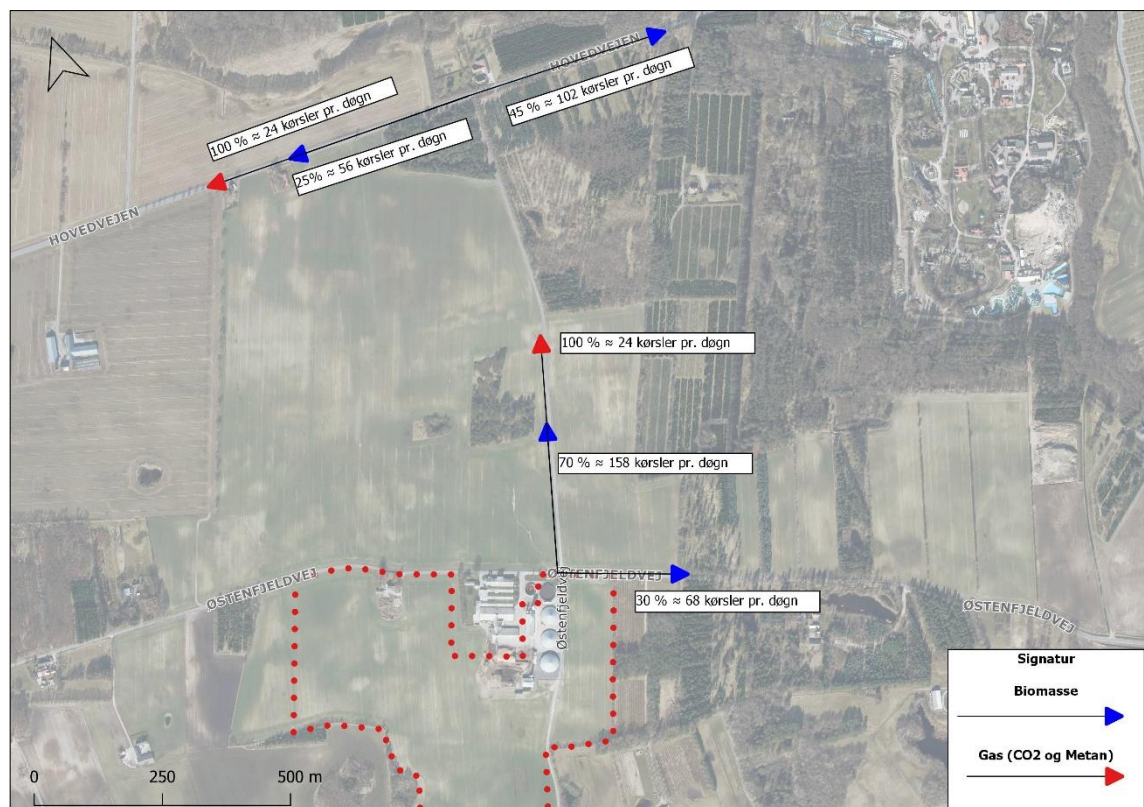 HOVEDVEJEN
45 % ≈ 102 kørsler pr. døgn
100 % ≈ 24 kørsler pr. døgn
25% ≈ 56 kørsler pr. døgn
HOVEDVEJEN
100 % ≈ 24 kørsler pr. døgn
70 % ≈ 158 kørsler pr. døgn
ØSTENFJELDVEJ
ØSTENFJELDVEJ
30 % ≈ 68 kørsler pr. døgn
Østenfjeldvej
ØSTENFJELDVEJ
Signatur
Biomasse
Gas (CO2 og Metan)
0 250 500 m